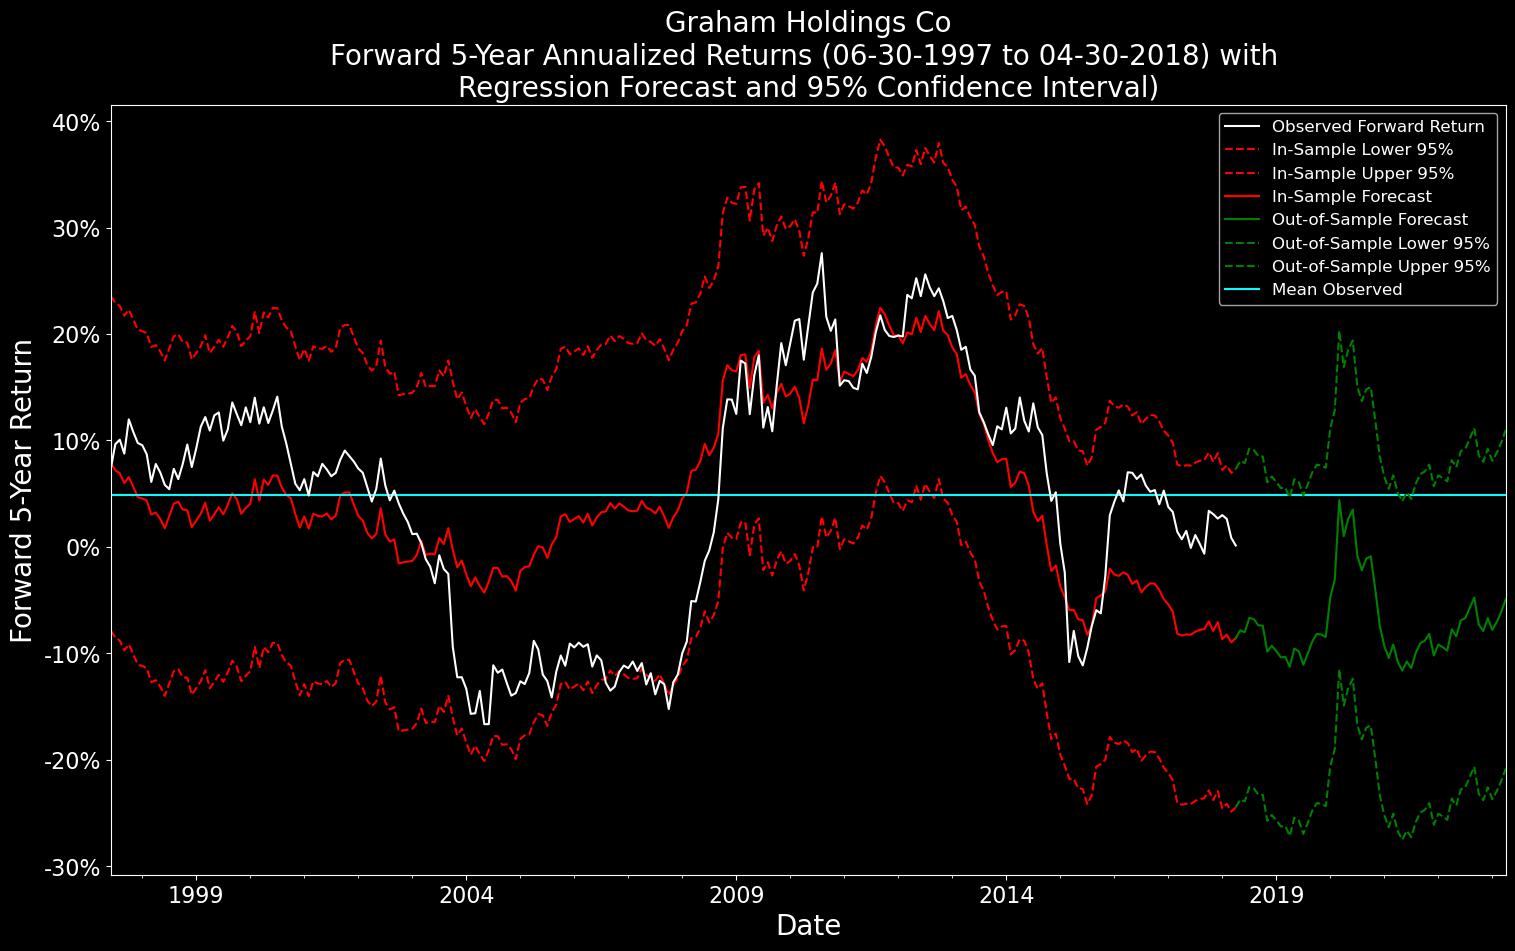 Graham Holdings Co
Forward 5-Year Annualized Returns (06-30-1997 to 04-30-2018) with
Regression Forecast and 95% Confidence Interval)
Forward 5-Year Return
40%
30%
20%
10%
0%
-10%
-20%
-30%
Observed Forward Return
In-Sample Lower 95%
In-Sample Upper 95%
In-Sample Forecast
Out-of-Sample Forecast
Out-of-Sample Lower 95%
Out-of-Sample Upper 95%
Mean Observed
1999
2004
2009
2014
2019
Date